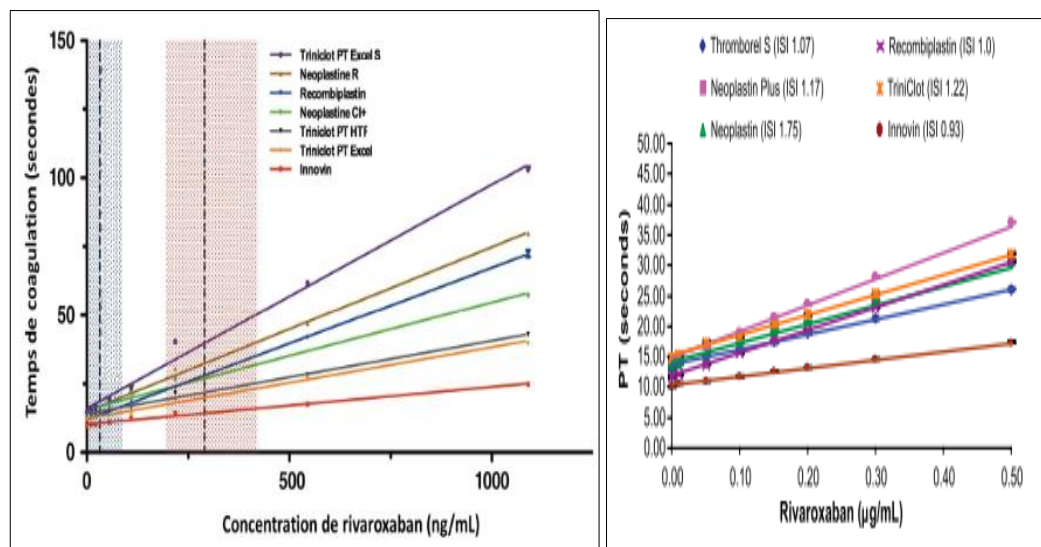 150
100
50
0
Temps de coagulation (secondes)
Triniclot PT Excel S
Neoplastine R
Recombiplastin
Neoplastine CI+
Triniclot PT HTF
Triniclot PT Excel
Innovin
0
500
1000
Concentration de rivaroxaban (ng/mL)
Thromborel S (ISI 1.07)
Recombiplastin (ISI 1.0)
Neoplastin Plus (ISI 1.17)
TriniClot (ISI 1.22)
Neoplastin (ISI 1.75)
Innovin (ISI 0.93)
50.00
45.00
40.00
35.00
30.00
25.00
20.00
15.00
10.00
5.00
0.00
PT (seconds)
0.00
0.10
0.20
0.30
0.40
0.50
Rivaroxaban (µg/mL)